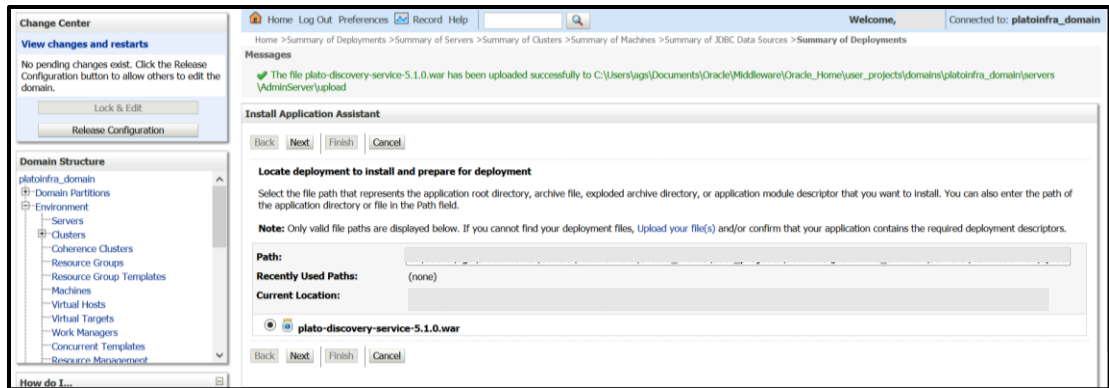 Change Center
View changes and restarts
No pending changes exist. Click the Release
Configuration button to allow others to edit the
domain.
Lock & Edit
Release Configuration
Domain Structure
platoinfra_domain
Domain Partitions
Environment
Servers
Clusters
Coherence Clusters
Resource Groups
Resource Group Templates
Machines
Virtual Hosts
Virtual Targets
Work Managers
Concurrent Templates
Resource Management
How do I...
Home Log Out Preferences Record Help
Welcome,
Connected to: platoinfra_domain
Home >Summary of Deployments >Summary of Servers >Summary of Clusters >Summary of Machines >Summary of JDBC Data Sources >Summary of Deployments
Messages
The file plato-discovery-service-5.1.0.war has been uploaded successfully to C:\Users\ags\Documents\Oracle\Middleware\Oracle_Home\user_projects\domains\platoinfra_domain\servers
\AdminServer\upload
Install Application Assistant
Back Next Finish Cancel
Locate deployment to install and prepare for deployment
Select the file path that represents the application root directory, archive file, exploded archive directory, or application module descriptor that you want to install. You can also enter the path of
the application directory or file in the Path field.
Note: Only valid file paths are displayed below. If you cannot find your deployment files, Upload your file(s) and/or confirm that your application contains the required deployment descriptors.
Path:
Recently Used Paths: (none)
Current Location:
plato-discovery-service-5.1.0.war
Back Next Finish Cancel